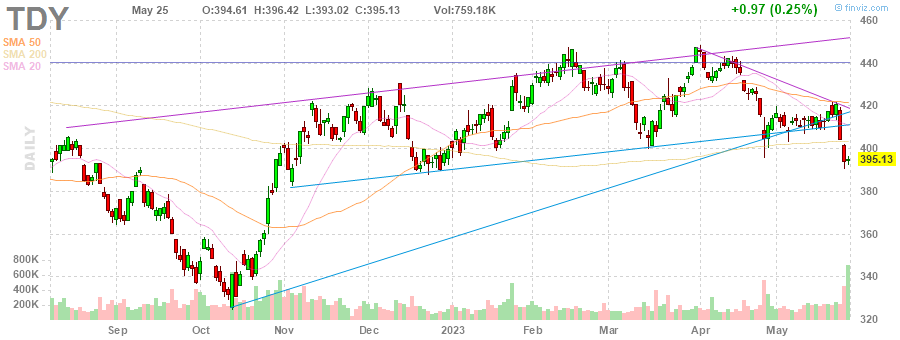 TDY May 25 O:394.61 H:396.42 L:393.02 C:395.13 Vol:759.18K +0.97 (0.25%) © finviz.com
SMA 50
SMA 200
SMA 20
DAILY
460
440
420
400
395.13
380
360
340
320
800K
600K
400K
200K
Sep Oct Nov Dec 2023 Feb Mar Apr May